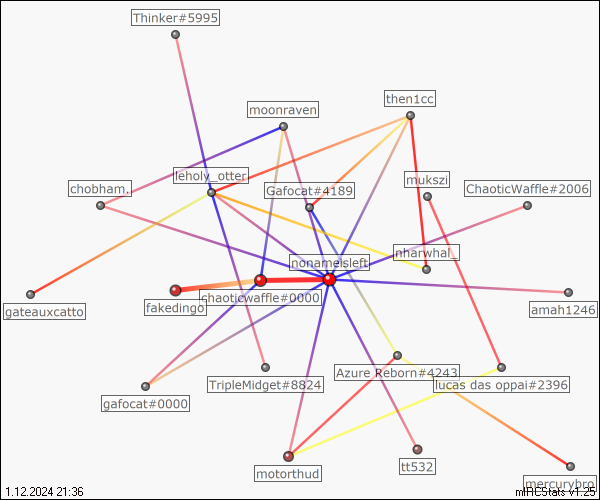 Thinker#5995
then1cc
moonraven
leholy_otter
mukszi
chobham.
Gafocat#4189
ChaoticWaffle#2006
nharwhal_
nonameisleft
chaoticwaffle#0000
fakedingo
gateauxcatto
amah1246
Azure Reborn#4243
TripleMidget#8824
lucas das oppai#2396
gafocat#0000
motorthud
tt532
mercurybro
1.12.2024 21:36
mIRCStats v1.25